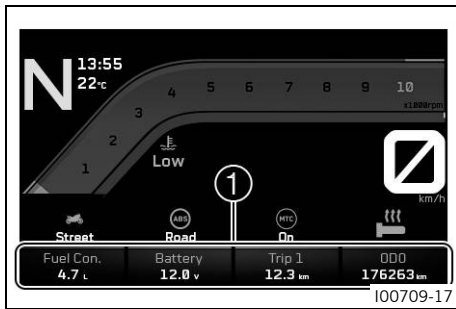 N
13:55
22°C
1 2 3 4 5 6 7 8 9 10
x1000rpm
Low
1
0
km/h
Street
ABS
Road
MTC
On
Fuel Con. Battery Trip 1 ODO
4.7 L 12.0 v 12.3 km 176263 km
I00709-17